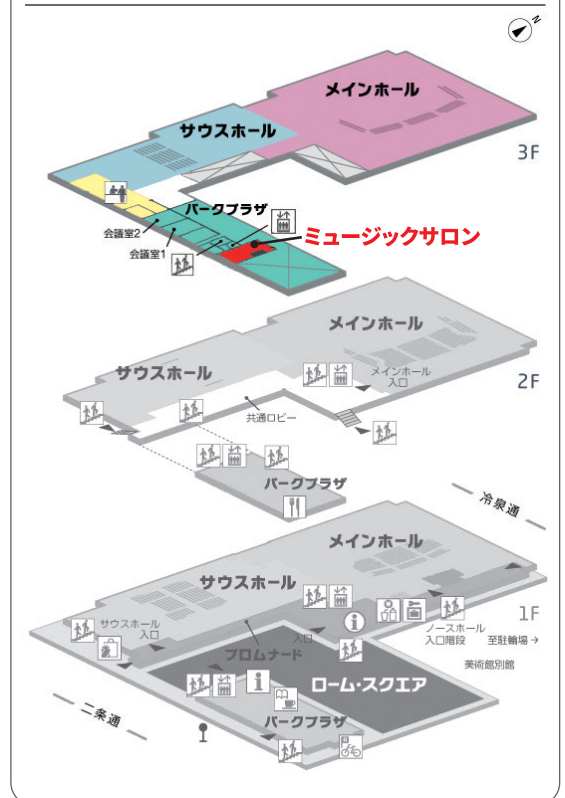 N
メインホール
サウスホール
3F
パークプラザ
会議室2
会議室1
ミュージックサロン
メインホール
サウスホール
メインホール
入口
2F
共通ロビー
パークプラザ
冷泉通
メインホール
サウスホール
サウスホール
入口
入口
1F
ノースホール
入口階段
至駐輪場→
プロムナード
美術館別館
ローム・スクエア
二条通
パークプラザ